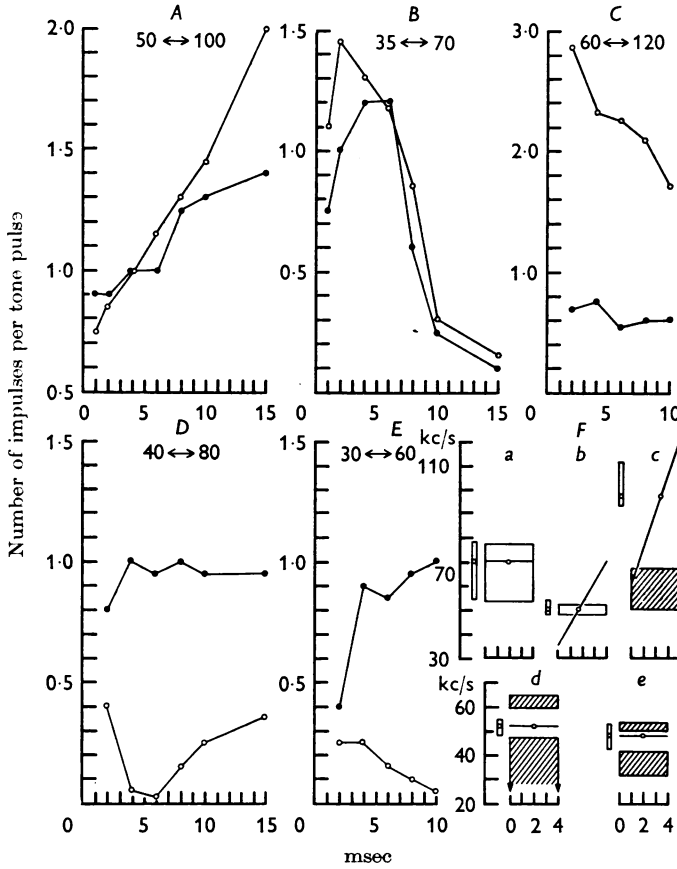 A
B
C
50 ↔ 100
35 ↔ 70
60 ↔ 120
2·0
1·5
1·0
0·5
0 5 10 15
1·5
1·0
0·5
0 5 10 15
3·0
2·0
1·0
0 5 10
D
E
F
40 ↔ 80
30 ↔ 60
1·5
1·0
0·5
0 5 10 15
1·5
1·0
0·5
0 5 10
kc/s
a b c
110
70
30
kc/s
d e
60
40
20
0 2 4
0 2 4
Number of impulses per tone pulse
msec